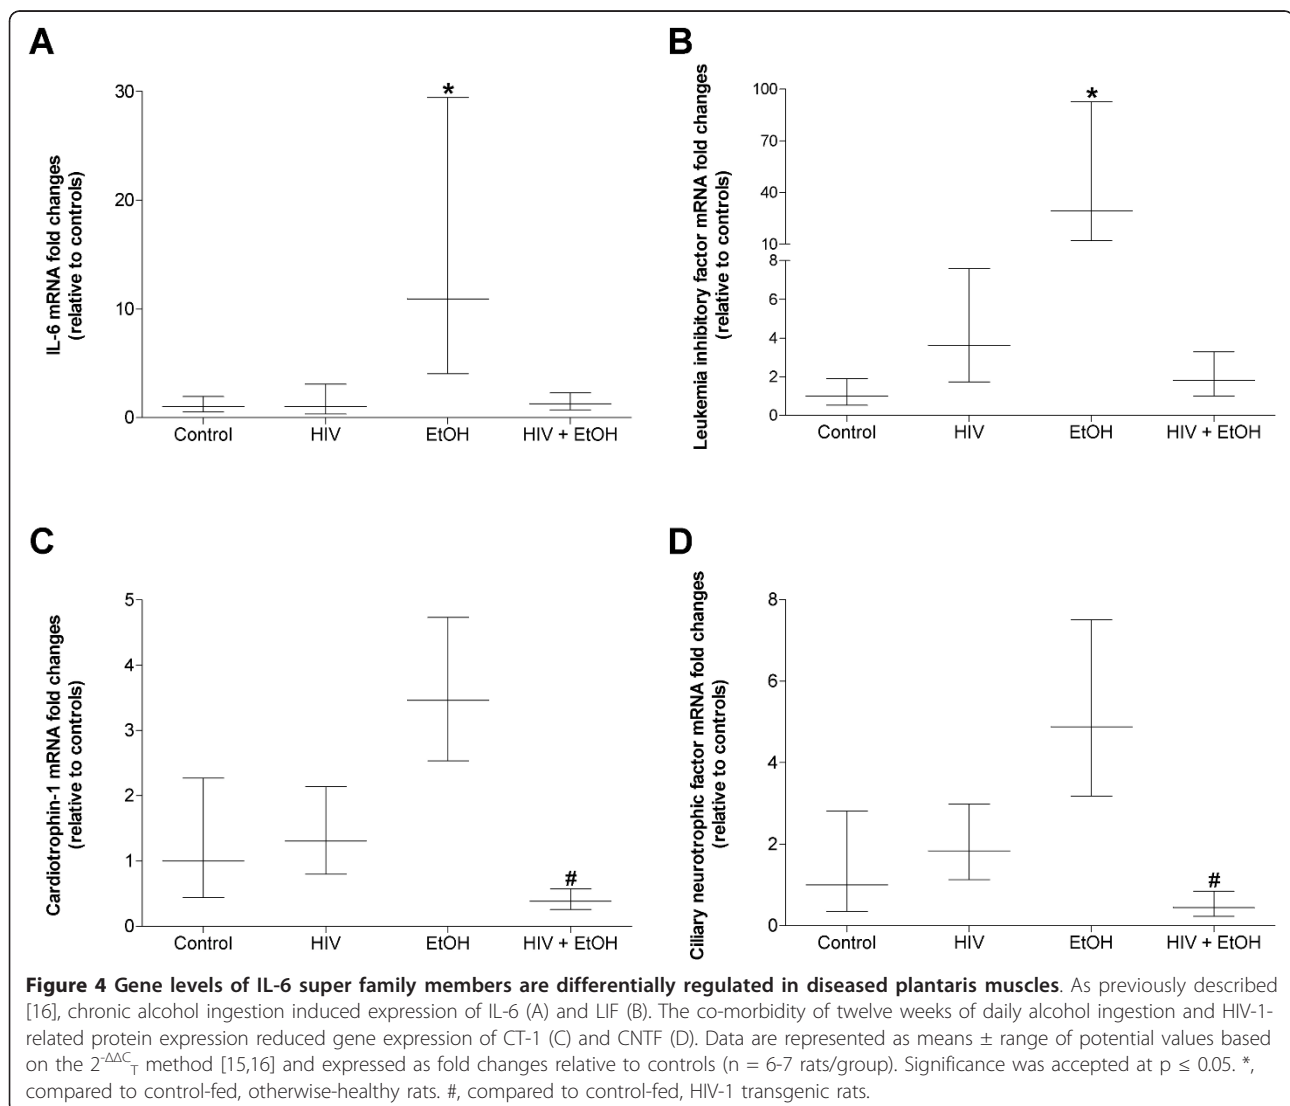 A
IL-6 mRNA fold changes
(relative to controls)
30
20
10
0
*
Control
HIV
EtOH
HIV + EtOH
B
Leukemia inhibitory factor mRNA fold changes
(relative to controls)
100
70
40
10
8
6
4
2
0
*
Control
HIV
EtOH
HIV + EtOH
C
Cardiotrophin-1 mRNA fold changes
(relative to controls)
5
4
3
2
1
0
#
Control
HIV
EtOH
HIV + EtOH
D
Ciliary neurotrophic factor mRNA fold changes
(relative to controls)
8
6
4
2
0
#
Control
HIV
EtOH
HIV + EtOH
Figure 4 Gene levels of IL-6 super family members are differentially regulated in diseased plantaris muscles. As previously described
[16], chronic alcohol ingestion induced expression of IL-6 (A) and LIF (B). The co-morbidity of twelve weeks of daily alcohol ingestion and HIV-1-
related protein expression reduced gene expression of CT-1 (C) and CNTF (D). Data are represented as means ± range of potential values based
on the 2^-ΔΔC_T method [15,16] and expressed as fold changes relative to controls (n = 6-7 rats/group). Significance was accepted at p ≤ 0.05. *,
compared to control-fed, otherwise-healthy rats. #, compared to control-fed, HIV-1 transgenic rats.